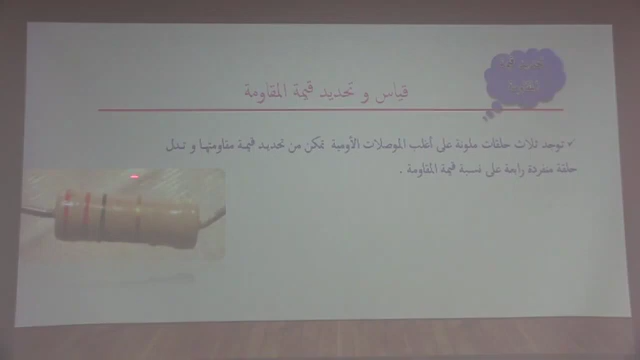 قياس و تحديد قيمة المقاومة
✓ توجد ثلاث حلقات ملونة على أغلب الموصلات الأومية تمكن من تحديد قيمة مقاومتها و تدل
حلقة منفردة رابعة على نسبة قيمة المقاومة .